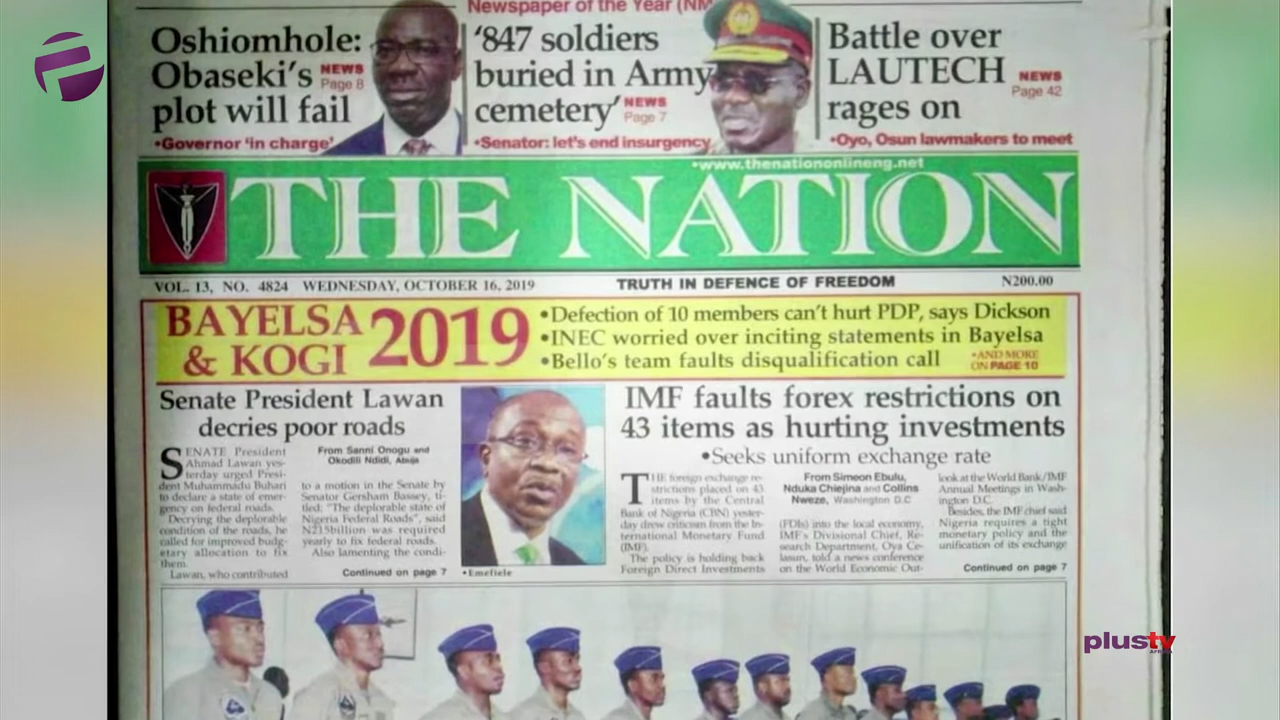 Newspaper of the Year (NM
Oshiomhole:
Obaseki's NEWS
Page 8
plot will fail
•Governor 'in charge'
'847 soldiers
buried in Army
cemetery' NEWS
Page 7
•Senator: let's end insurgency
Battle over
LAUTECH NEWS
Page 42
rages on
•Oyo, Osun lawmakers to meet
•www.thenationonlineng.net
THE NATION
VOL. 13, NO. 4824 WEDNESDAY, OCTOBER 16, 2019 TRUTH IN DEFENCE OF FREEDOM N200.00
BAYELSA
& KOGI 2019
•Defection of 10 members can't hurt PDP, says Dickson
•INEC worried over inciting statements in Bayelsa
•Bello's team faults disqualification call
•AND MORE
ON PAGE 10
Senate President Lawan
decries poor roads
SENATE President
Ahmad Lawan yes-
terday urged Presi-
dent Muhammadu Buhari
to declare a state of emer-
gency on federal roads.
Decrying the deplorable
condition of the roads, he
called for improved budg-
etary allocation to fix
them.
Lawan, who contributed
From Sanni Onogu and
Okodili Ndidi, Abuja
to a motion in the Senate by
Senator Gersham Bassey, ti-
tled: "The deplorable state of
Nigeria Federal Roads", said
N215billion was required
yearly to fix federal roads.
Also lamenting the condi-
Continued on page 7
•Emefiele
IMF faults forex restrictions on
43 items as hurting investments
•Seeks uniform exchange rate
THE foreign exchange re-
strictions placed on 43
items by the Central
Bank of Nigeria (CBN) yester-
day drew criticism from the In-
ternational Monetary Fund
(IMF).
The policy is holding back
Foreign Direct Investments
From Simeon Ebulu,
Nduka Chiejina and Collins
Nweze, Washington D.C
(FDIs) into the local economy,
IMF's Divisional Chief, Re-
search Department, Oya Ce-
lasun, told a news conference
on the World Economic Out-
look at the World Bank/IMF
Annual Meetings in Wash-
ington D.C.
Besides, the IMF chief said
Nigeria requires a tight
monetary policy and the
unification of its exchange
Continued on page 7
plustv
AFRICA